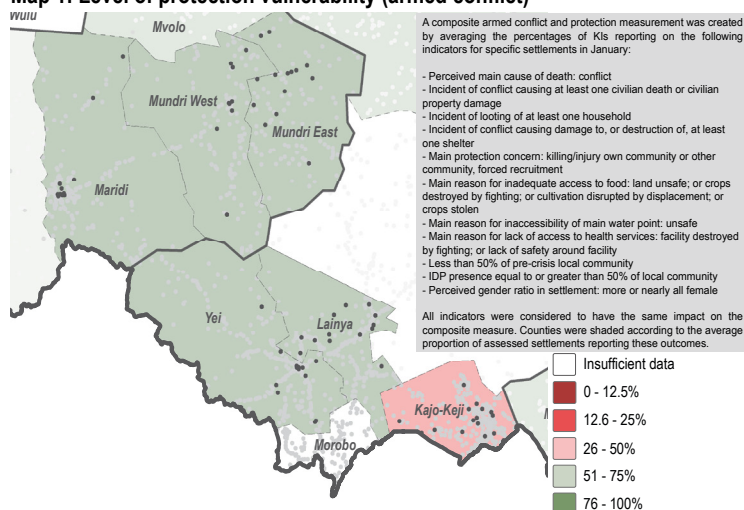 Map 1: Level of protection vulnerability (armed conflict)
Wulu
Mvolo
Mundri West
Mundri East
Maridi
Yei
Lainya
Kajo-Keji
Morobo
A composite armed conflict and protection measurement was created
by averaging the percentages of KIs reporting on the following
indicators for specific settlements in January:
- Perceived main cause of death: conflict
- Incident of conflict causing at least one civilian death or civilian
property damage
- Incident of looting of at least one household
- Incident of conflict causing damage to, or destruction of, at least
one shelter
- Main protection concern: killing/injury own community or other
community, forced recruitment
- Main reason for inadequate access to food: land unsafe; or crops
destroyed by fighting; or cultivation disrupted by displacement; or
crops stolen
- Main reason for inaccessibility of main water point: unsafe
- Main reason for lack of access to health services: facility destroyed
by fighting; or lack of safety around facility
- Less than 50% of pre-crisis local community
- IDP presence equal to or greater than 50% of local community
- Perceived gender ratio in settlement: more or nearly all female
All indicators were considered to have the same impact on the
composite measure. Counties were shaded according to the average
proportion of assessed settlements reporting these outcomes.
Insufficient data
0 - 12.5%
12.6 - 25%
26 - 50%
51 - 75%
76 - 100%